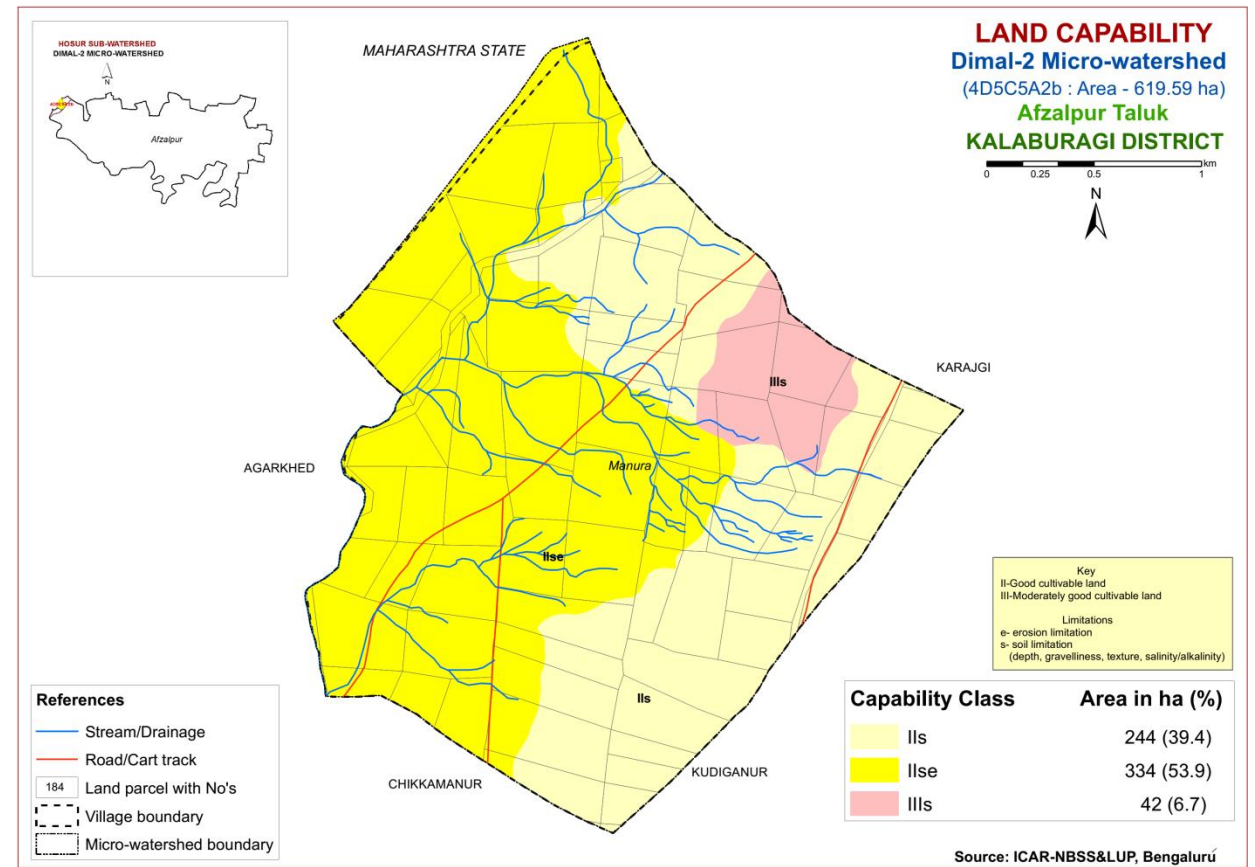 HOSUR SUB-WATERSHED
DIMAL-2 MICRO-WATERSHED
N
Afzalpur
MAHARASHTRA STATE
LAND CAPABILITY
Dimal-2 Micro-watershed
(4D5C5A2b : Area - 619.59 ha)
Afzalpur Taluk
KALABURAGI DISTRICT
km
0 0.25 0.5 1
N
KARAJGI
IIIs
AGARKHED
Manura
IIse
IIs
KUDIGANUR
CHIKKAMANUR
Key
II-Good cultivable land
III-Moderately good cultivable land
Limitations
e- erosion limitation
s- soil limitation
(depth, gravelliness, texture, salinity/alkalinity)
References
Stream/Drainage
Road/Cart track
184 Land parcel with No's
Village boundary
Micro-watershed boundary
Capability Class Area in ha (%)
IIs 244 (39.4)
IIse 334 (53.9)
IIIs 42 (6.7)
Source: ICAR-NBSS&LUP, Bengaluru